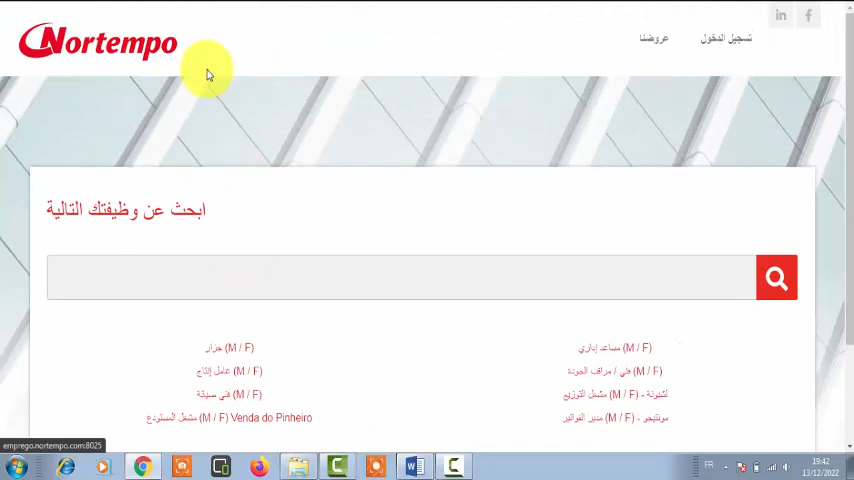 Nortempo
تسجيل الدخول
عروضنا
in f
ابحث عن وظيفتك التالية
جزار (M / F)
عامل إنتاج (M / F)
فني صيانة (M / F)
مشغل المستودع (M / F) Venda do Pinheiro
مساعد إداري (M / F)
فني / مراقب الجودة (M / F)
لشبونة - (M / F) مشغل التوزيع
مونتيجو - (M / F) مدير الفواتير
emprego.nortempo.com:8025
FR
19:42
13/12/2022